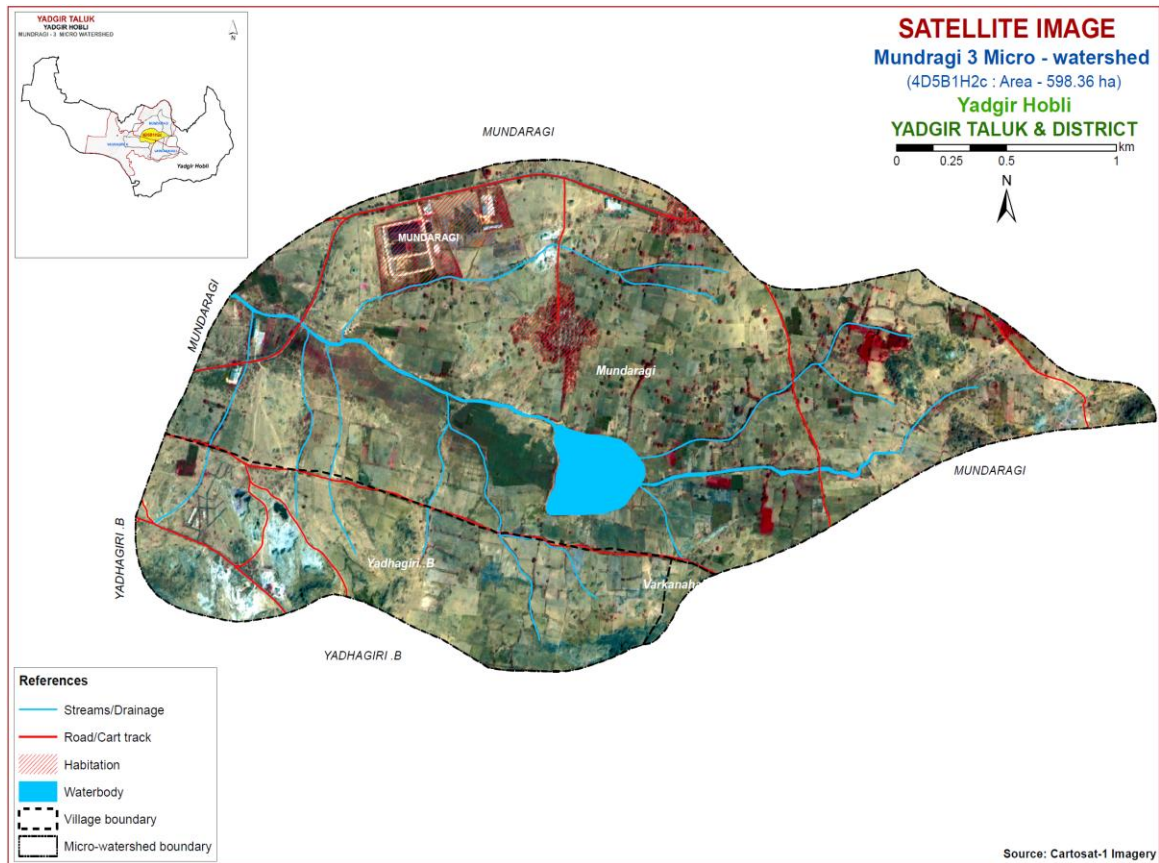 YADGIR TALUK
YADGIR HOBLI
MUNDRAGI - 3 MICRO WATERSHED
N
Yadgir Hobli
SATELLITE IMAGE
Mundragi 3 Micro - watershed
(4D5B1H2c : Area - 598.36 ha)
Yadgir Hobli
YADGIR TALUK & DISTRICT
km
0 0.25 0.5 1
N
MUNDARAGI
MUNDARAGI
MUNDARAGI
Mundaragi
MUNDARAGI
YADHAGIRI .B
Yadhagiri .B
Varkanaha
YADHAGIRI .B
References
Streams/Drainage
Road/Cart track
Habitation
Waterbody
Village boundary
Micro-watershed boundary
Source: Cartosat-1 Imagery